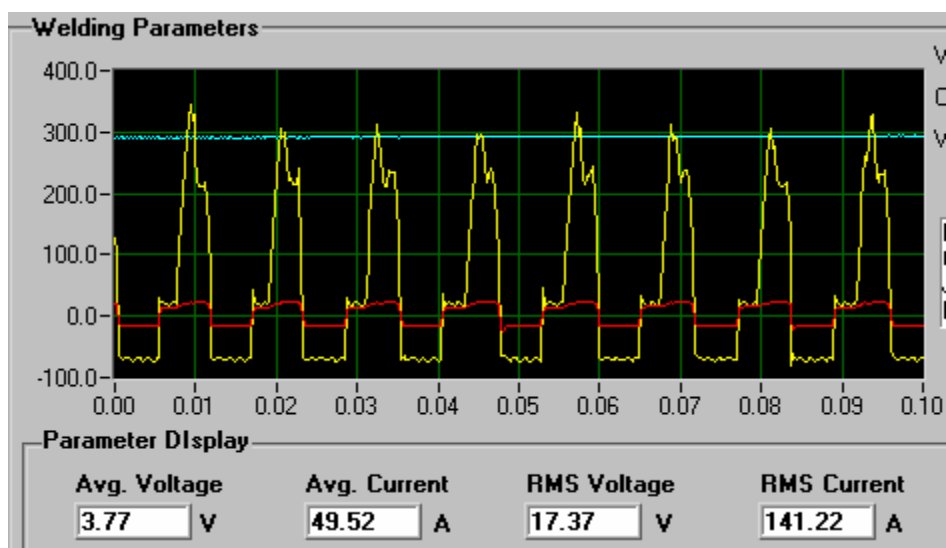 Welding Parameters
400.0
300.0
200.0
100.0
0.0
-100.0
0.00 0.01 0.02 0.03 0.04 0.05 0.06 0.07 0.08 0.09 0.10
Parameter DIsplay
Avg. Voltage Avg. Current RMS Voltage RMS Current
3.77 V 49.52 A 17.37 V 141.22 A